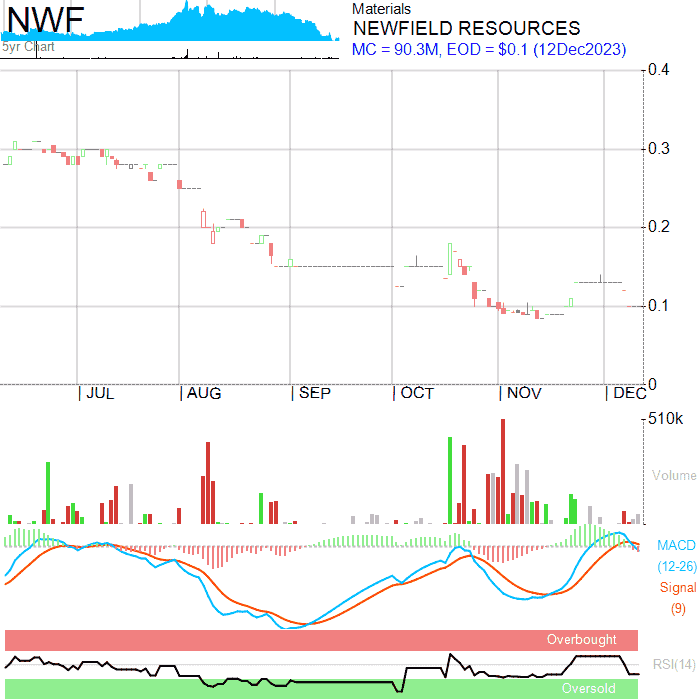 NWF
5yr Chart
Materials
NEWFIELD RESOURCES
MC = 90.3M, EOD = $0.1 (12Dec2023)
0.4
0.3
0.2
0.1
0
JUL
AUG
SEP
OCT
NOV
DEC
510k
Volume
MACD
(12-26)
Signal
(9)
Overbought
RSI(14)
Oversold